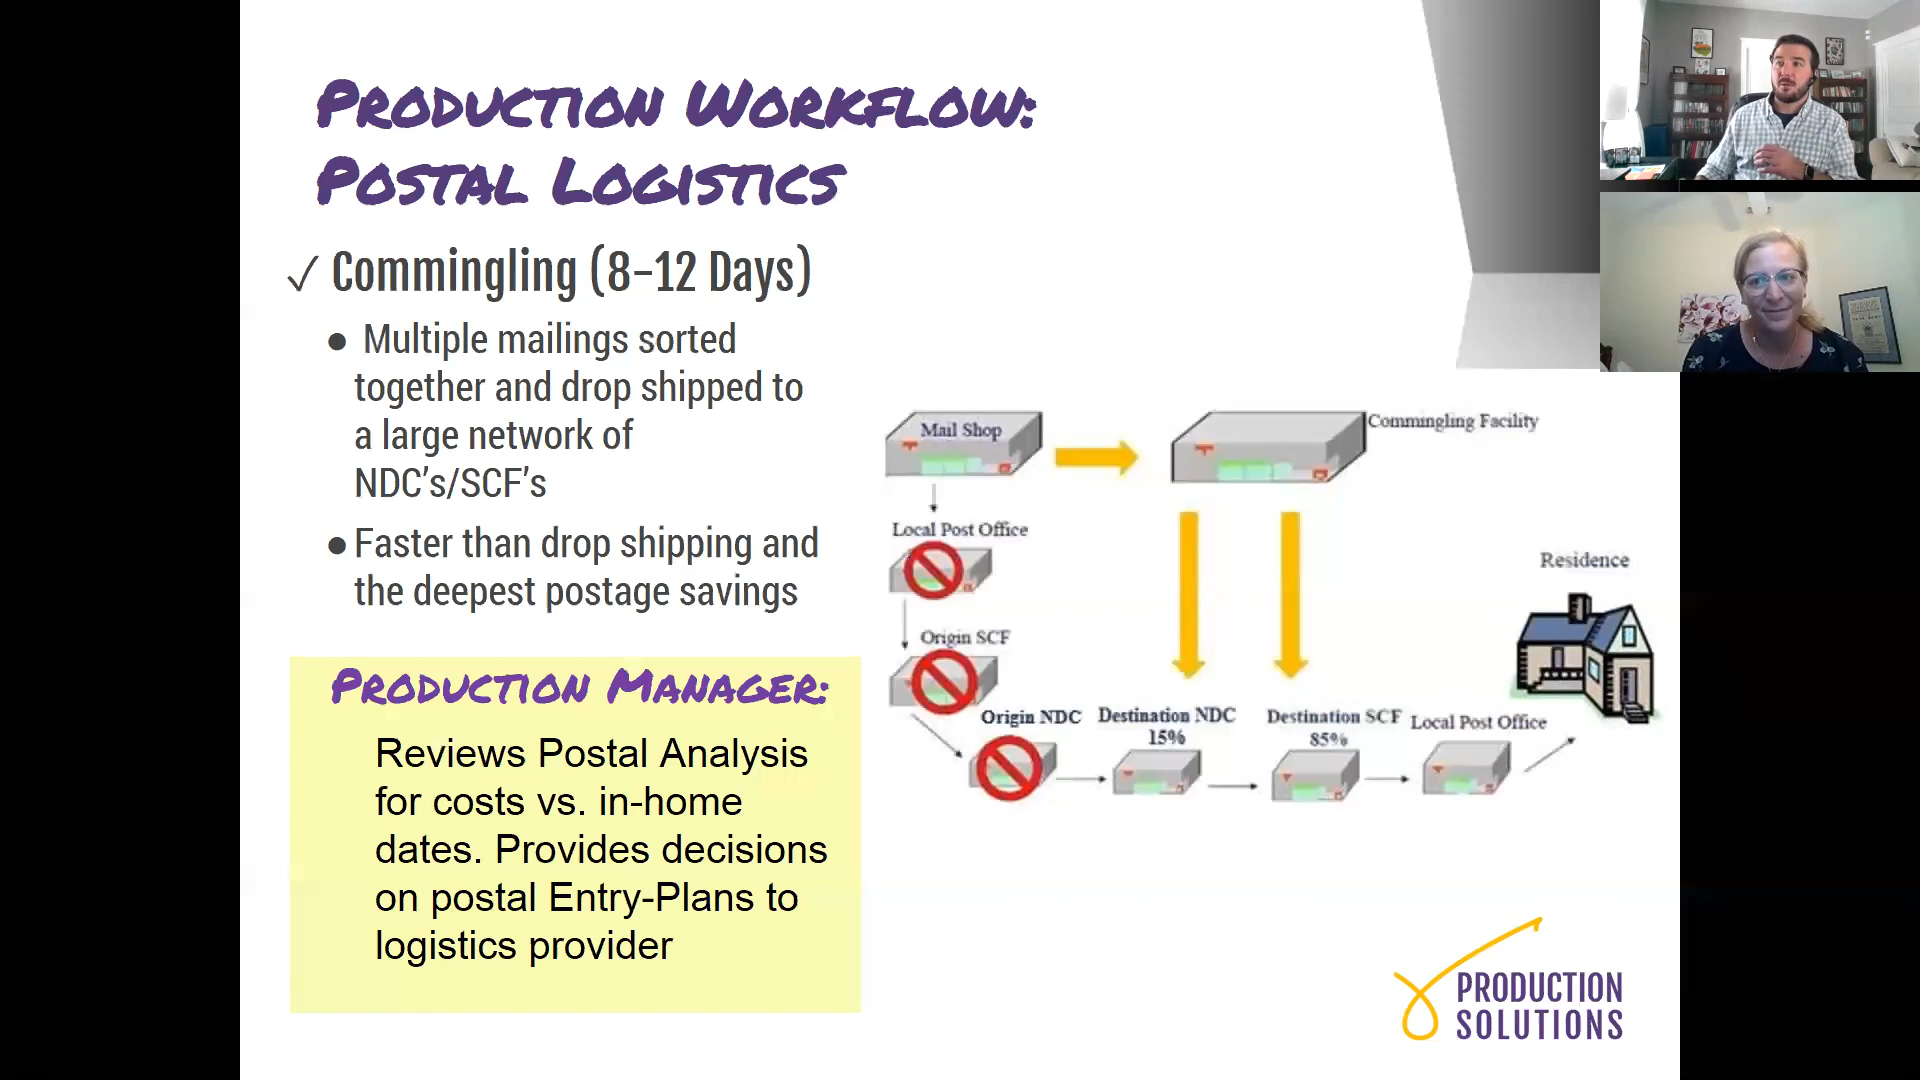 Production Workflow:
Postal Logistics
✓ Commingling (8–12 Days)
● Multiple mailings sorted
together and drop shipped to
a large network of
NDC's/SCF's
● Faster than drop shipping and
the deepest postage savings
Production Manager:
Reviews Postal Analysis
for costs vs. in-home
dates. Provides decisions
on postal Entry-Plans to
logistics provider
Mail Shop
Commingling Facility
Local Post Office
Residence
Origin SCF
Origin NDC
Destination NDC
15%
Destination SCF
85%
Local Post Office
PRODUCTION
SOLUTIONS